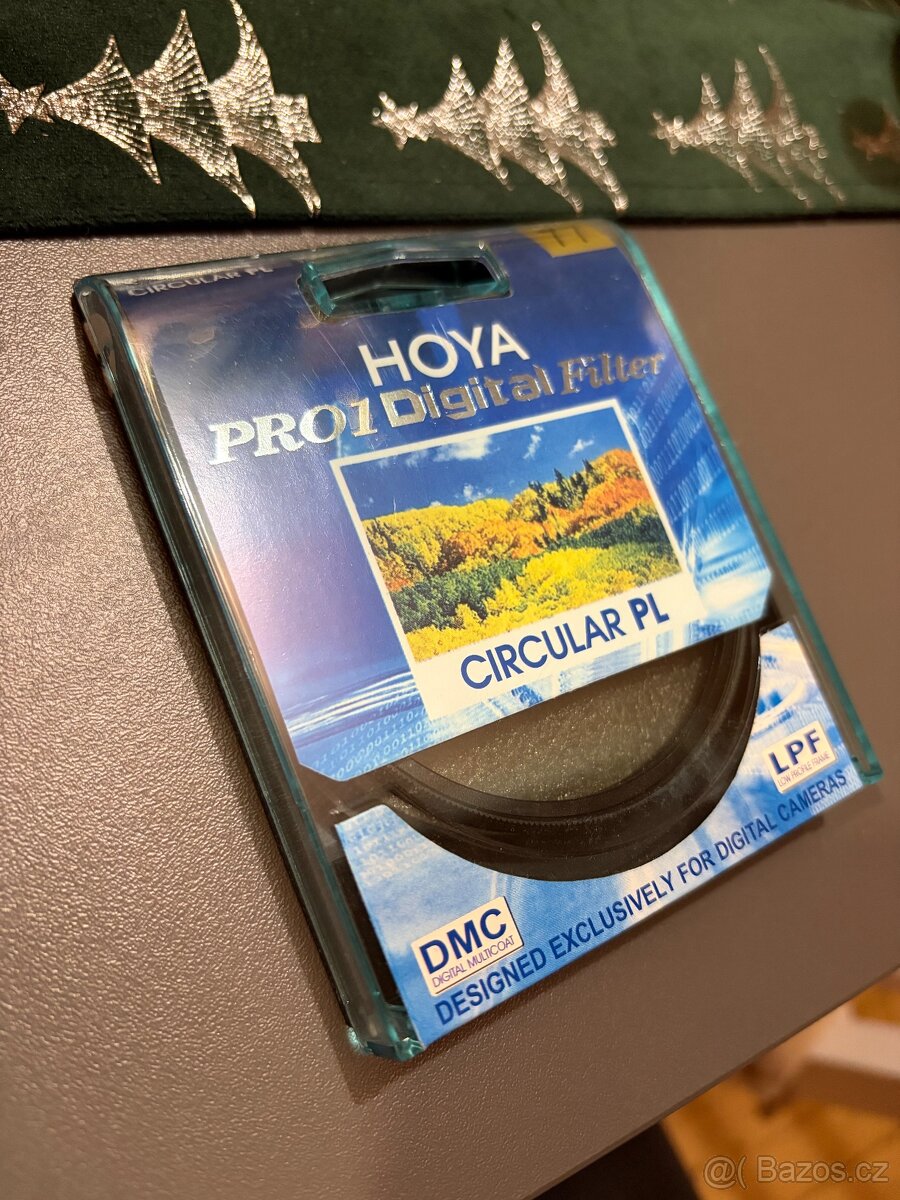 CIRCULAR PL
77
HOYA
PRO1 Digital Filter
CIRCULAR PL
LPF
LOW PROFILE FRAME
DMC
DIGITAL MULTICOAT
DESIGNED EXCLUSIVELY FOR DIGITAL CAMERAS
@( Bazos.cz